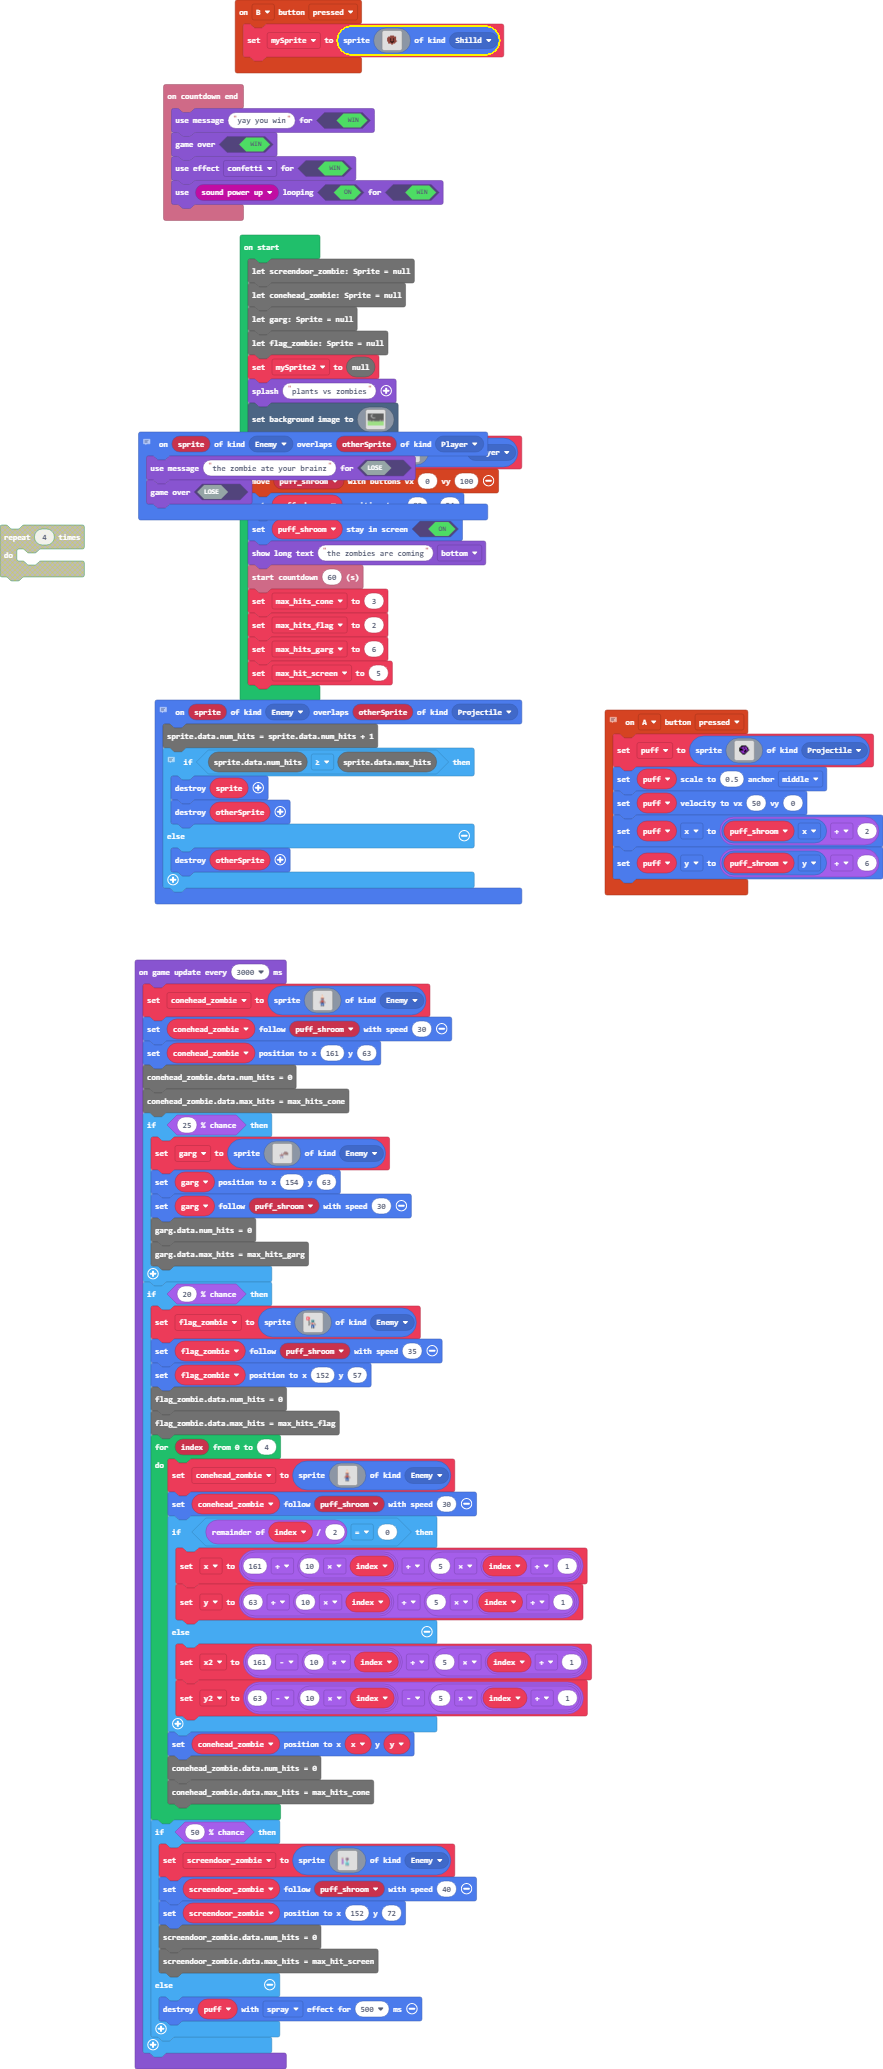 on B button pressed
set mySprite to sprite of kind Shilld
on countdown end
use message "yay you win" for WIN
game over WIN
use effect confetti for WIN
use sound power up looping ON for WIN
on start
let screendoor_zombie: Sprite = null
let conehead_zombie: Sprite = null
let garg: Sprite = null
let flag_zombie: Sprite = null
set mySprite2 to null
splash "plants vs zombies"
set background image to
on sprite of kind Enemy overlaps otherSprite of kind Player
use message "the zombie ate your brainz" for LOSE
game over LOSE
move puff_shroom with buttons vx 0 vy 100
repeat 4 times
do
set puff_shroom stay in screen ON
show long text "the zombies are coming" bottom
start countdown 60 (s)
set max_hits_cone to 3
set max_hits_flag to 2
set max_hits_garg to 6
set max_hit_screen to 5
on sprite of kind Enemy overlaps otherSprite of kind Projectile
sprite.data.num_hits = sprite.data.num_hits + 1
if sprite.data.num_hits ≥ sprite.data.max_hits then
destroy sprite
destroy otherSprite
else
destroy otherSprite
on A button pressed
set puff to sprite of kind Projectile
set puff scale to 0.5 anchor middle
set puff velocity to vx 50 vy 0
set puff x to puff_shroom x + 2
set puff y to puff_shroom y + 6
on game update every 3000 ms
set conehead_zombie to sprite of kind Enemy
set conehead_zombie follow puff_shroom with speed 30
set conehead_zombie position to x 161 y 63
conehead_zombie.data.num_hits = 0
conehead_zombie.data.max_hits = max_hits_cone
if 25 % chance then
set garg to sprite of kind Enemy
set garg position to x 154 y 63
set garg follow puff_shroom with speed 30
garg.data.num_hits = 0
garg.data.max_hits = max_hits_garg
if 20 % chance then
set flag_zombie to sprite of kind Enemy
set flag_zombie follow puff_shroom with speed 35
set flag_zombie position to x 152 y 57
flag_zombie.data.num_hits = 0
flag_zombie.data.max_hits = max_hits_flag
for index from 0 to 4
do
set conehead_zombie to sprite of kind Enemy
set conehead_zombie follow puff_shroom with speed 30
if remainder of index / 2 = 0 then
set x to 161 + 10 × index + 5 × index + 1
set y to 63 + 10 × index + 5 × index + 1
else
set x2 to 161 - 10 × index + 5 × index + 1
set y2 to 63 - 10 × index - 5 × index + 1
set conehead_zombie position to x x y y
conehead_zombie.data.num_hits = 0
conehead_zombie.data.max_hits = max_hits_cone
if 50 % chance then
set screendoor_zombie to sprite of kind Enemy
set screendoor_zombie follow puff_shroom with speed 40
set screendoor_zombie position to x 152 y 72
screendoor_zombie.data.num_hits = 0
screendoor_zombie.data.max_hits = max_hit_screen
else
destroy puff with spray effect for 500 ms